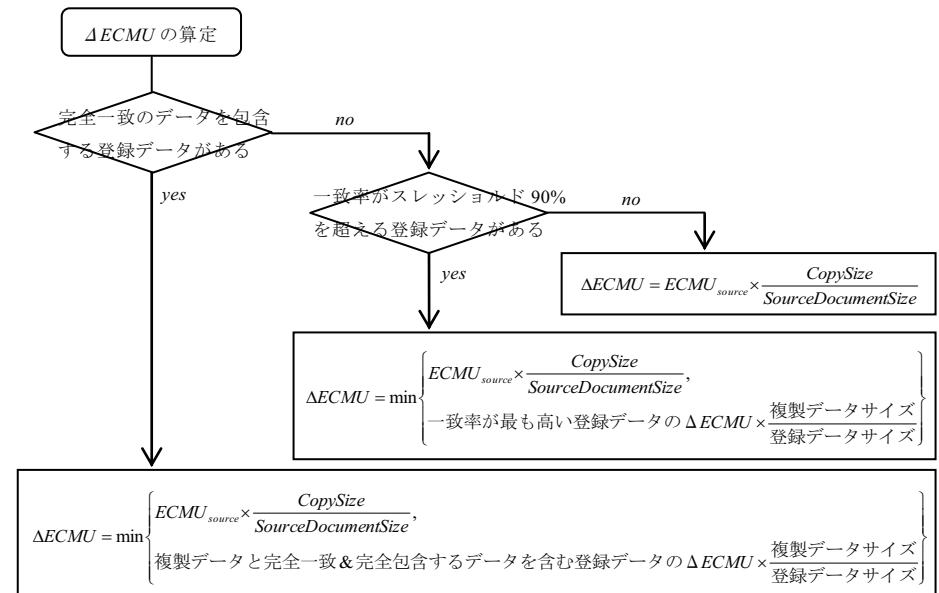 ΔECMU の算定
完全一致のデータを包含
する登録データがある
no
yes
一致率がスレッショルド 90%
を超える登録データがある
no
yes
ΔECMU = ECMU_source × CopySize / SourceDocumentSize
ΔECMU = min{ ECMU_source × CopySize / SourceDocumentSize,
一致率が最も高い登録データの ΔECMU × 複製データサイズ / 登録データサイズ }
ΔECMU = min{ ECMU_source × CopySize / SourceDocumentSize,
複製データと完全一致&完全包含するデータを含む登録データの ΔECMU × 複製データサイズ / 登録データサイズ }